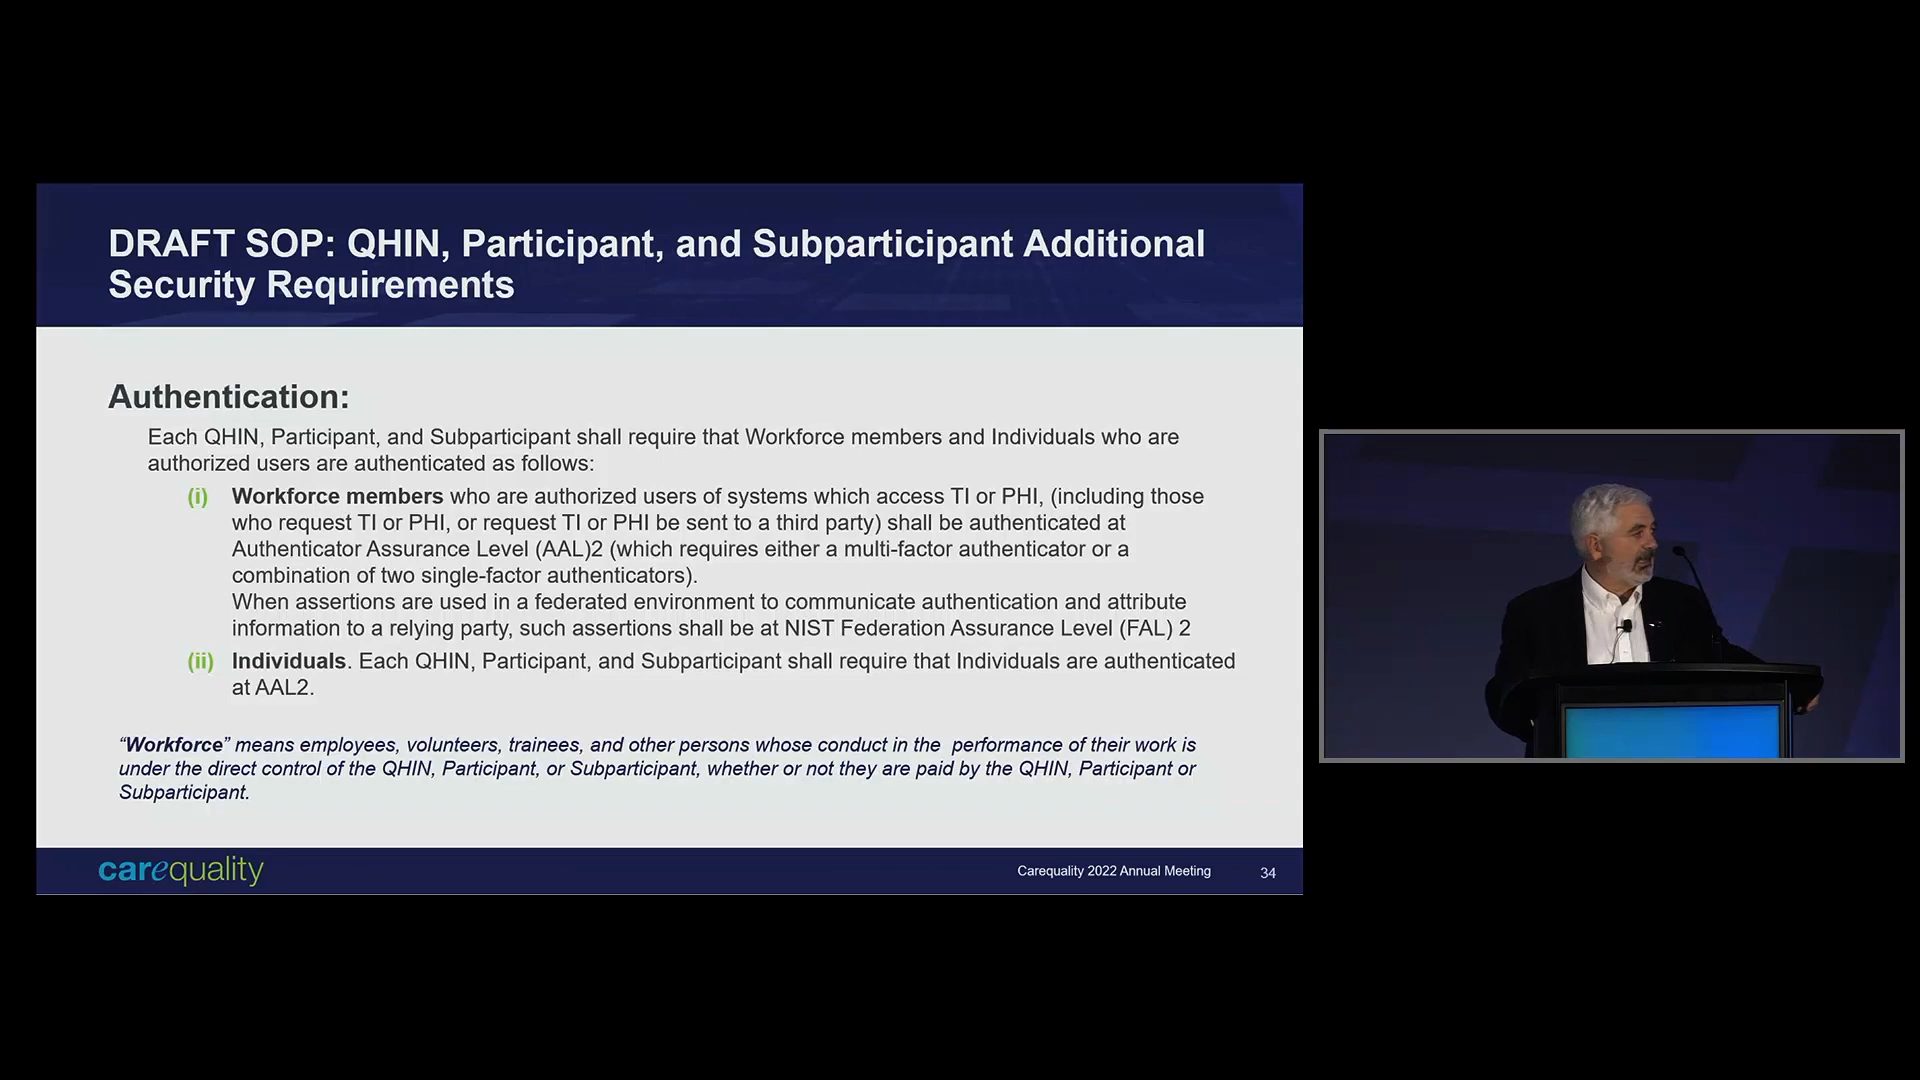 DRAFT SOP: QHIN, Participant, and Subparticipant Additional
Security Requirements
Authentication:
Each QHIN, Participant, and Subparticipant shall require that Workforce members and Individuals who are
authorized users are authenticated as follows:
(i) Workforce members who are authorized users of systems which access TI or PHI, (including those
who request TI or PHI, or request TI or PHI be sent to a third party) shall be authenticated at
Authenticator Assurance Level (AAL)2 (which requires either a multi-factor authenticator or a
combination of two single-factor authenticators).
When assertions are used in a federated environment to communicate authentication and attribute
information to a relying party, such assertions shall be at NIST Federation Assurance Level (FAL) 2
(ii) Individuals. Each QHIN, Participant, and Subparticipant shall require that Individuals are authenticated
at AAL2.
“Workforce” means employees, volunteers, trainees, and other persons whose conduct in the performance of their work is
under the direct control of the QHIN, Participant, or Subparticipant, whether or not they are paid by the QHIN, Participant or
Subparticipant.
carequality
Carequality 2022 Annual Meeting
34